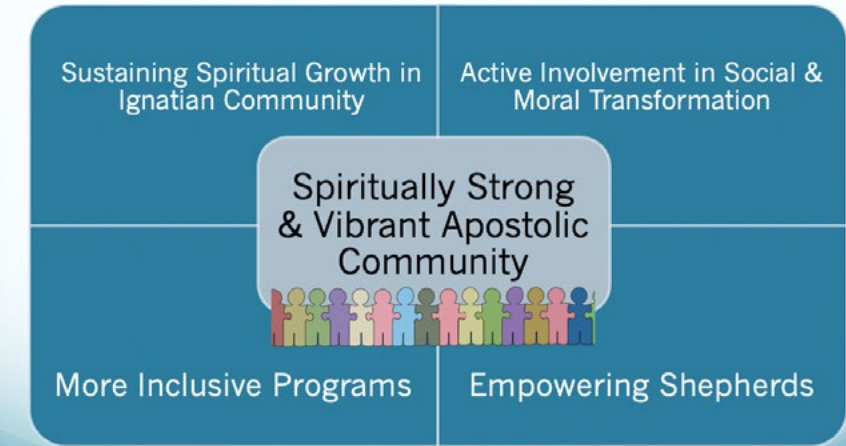 Sustaining Spiritual Growth in
Ignatian Community
Active Involvement in Social &
Moral Transformation
Spiritually Strong
& Vibrant Apostolic
Community
More Inclusive Programs
Empowering Shepherds